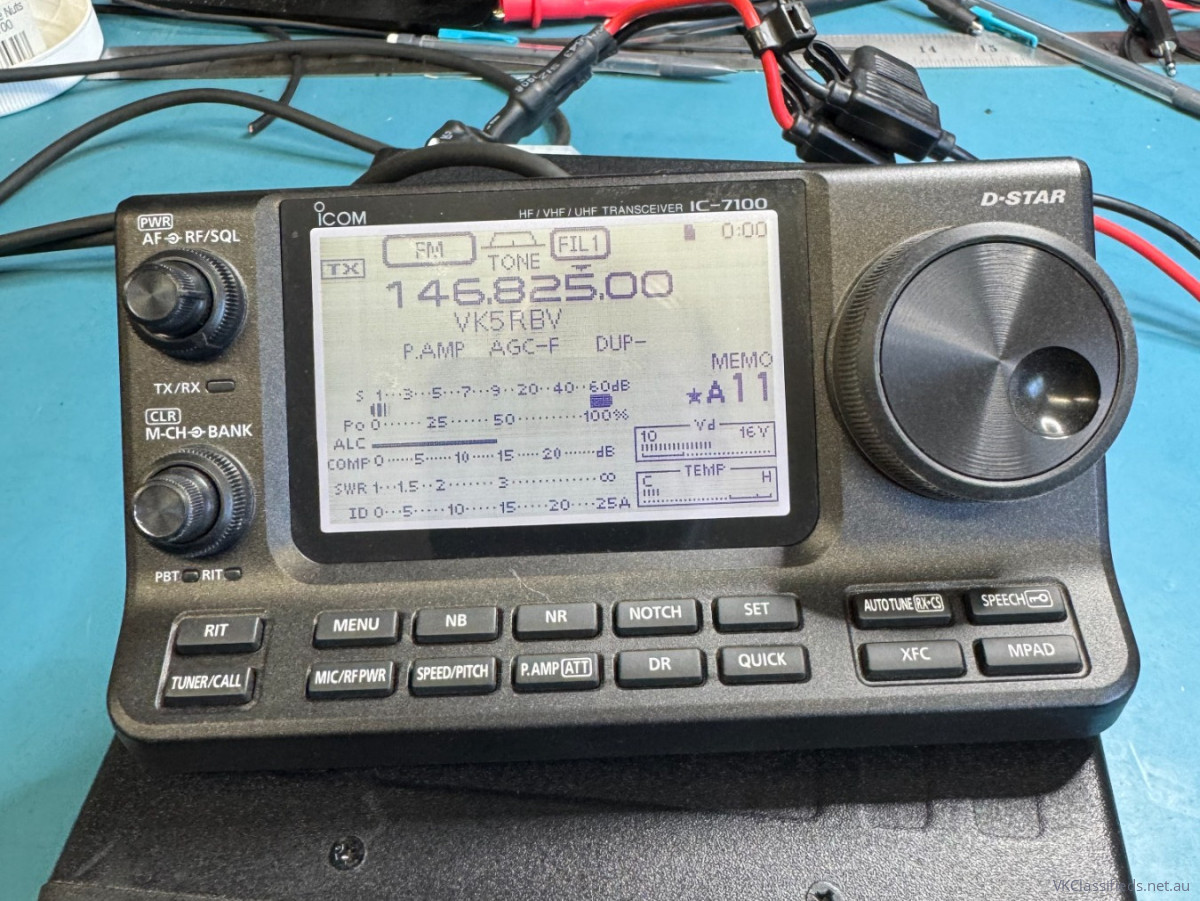 14 15
PWR
AF RF/SQL
ICOM
HF/VHF/UHF TRANSCEIVER IC-7100
D-STAR
FM FIL1 0:00
TX TONE
146.825.00
VK5RBV
P.AMP AGC-F DUP-
MEMO
A11
S 1 3 5 7 9 20 40 60dB
Po 0 25 50 100%
ALC
COMP 0 5 10 15 20 dB
SWR 1 1.5 2 3 ∞
ID 0 5 10 15 20 25A
Vd
10 16V
TEMP
C H
TX/RX
CLR
M-CH BANK
PBT RIT
RIT
MENU
NB
NR
NOTCH
SET
AUTOTUNE RX▸CS
SPEECH
TUNER/CALL
MIC/RF PWR
SPEED/PITCH
P.AMP ATT
DR
QUICK
XFC
MPAD
VKClassifieds.net.au